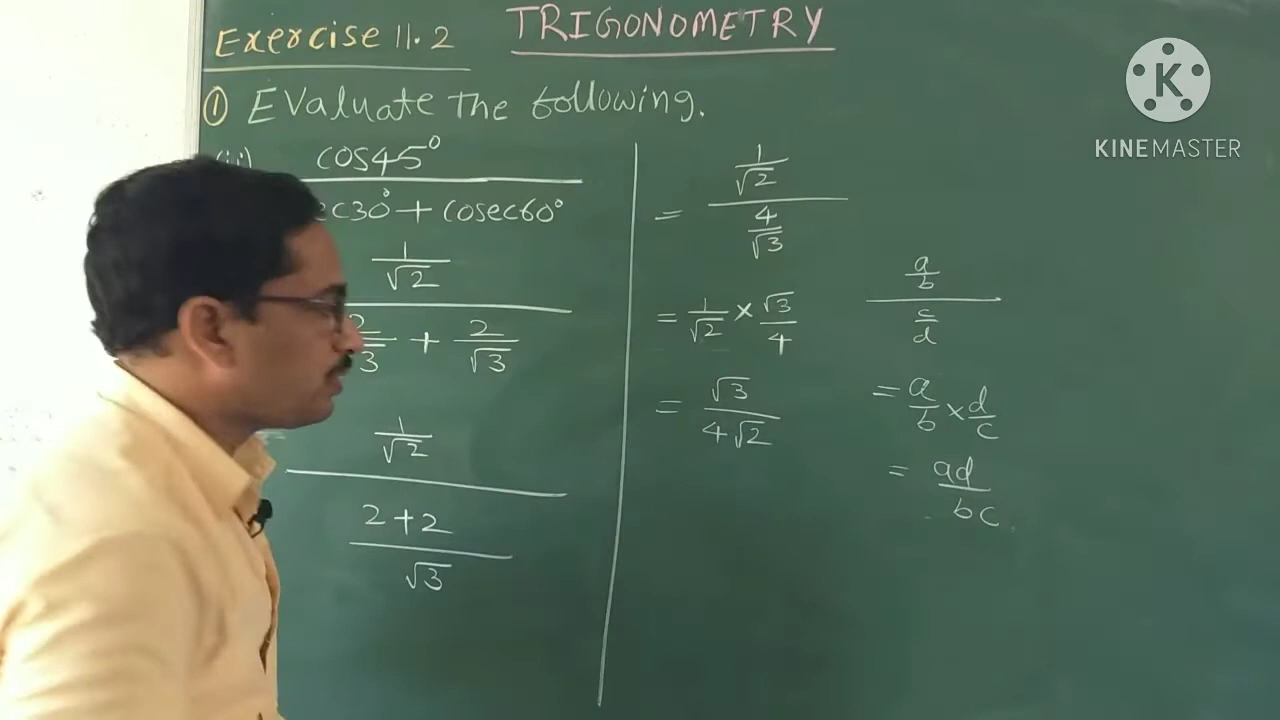 TRIGONOMETRY
Exercise 11.2
① Evaluate the following.
cos45°
+ cosec60°
1
√2
2
+ 2
√3
1
√2
2+2
√3
1
√2
=
4
√3
= 1/√2 × √3/4
= √3
4√2
a
b
c
d
= a/b × d/c
= ad
bc
K
KINEMASTER